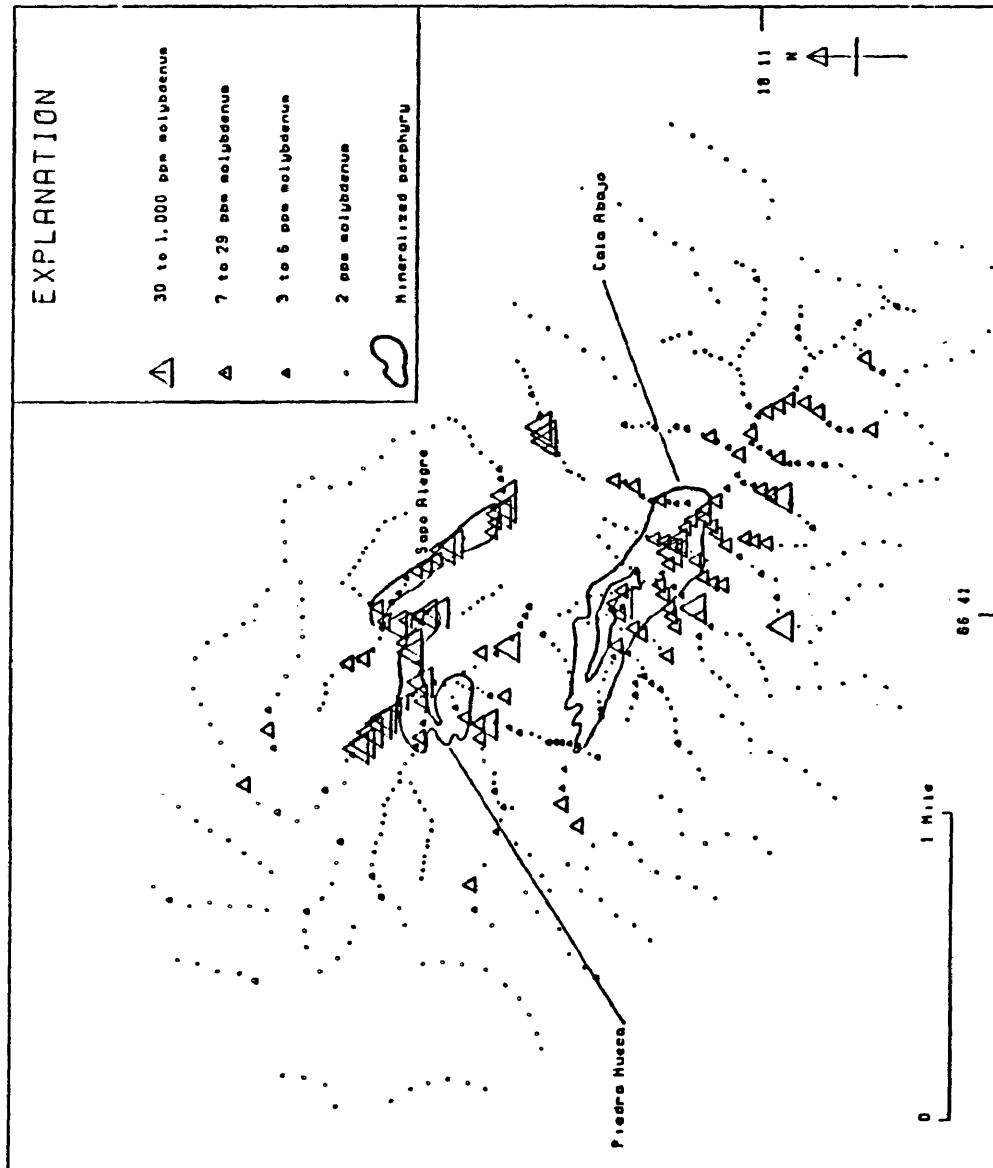 EXPLANATION
30 to 1,000 ppm molybdenum
7 to 29 ppm molybdenum
3 to 6 ppm molybdenum
2 ppm molybdenum
Mineralized porphyry
18 11
N
Sapo Alegre
Cala Abajo
Piedra Hueca
66 41
0
1 Mile